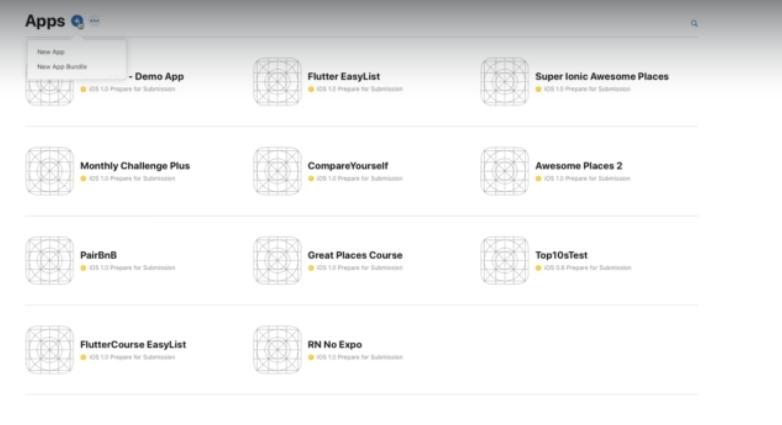 Apps
New App
New App Bundle
- Demo App
iOS 1.0 Prepare for Submission
Flutter EasyList
iOS 1.0 Prepare for Submission
Super Ionic Awesome Places
iOS 1.0 Prepare for Submission
Monthly Challenge Plus
iOS 1.0 Prepare for Submission
CompareYourself
iOS 1.0 Prepare for Submission
Awesome Places 2
iOS 1.0 Prepare for Submission
PairBnB
iOS 1.0 Prepare for Submission
Great Places Course
iOS 1.0 Prepare for Submission
Top10sTest
iOS 0.8 Prepare for Submission
FlutterCourse EasyList
iOS 1.0 Prepare for Submission
RN No Expo
iOS 1.0 Prepare for Submission